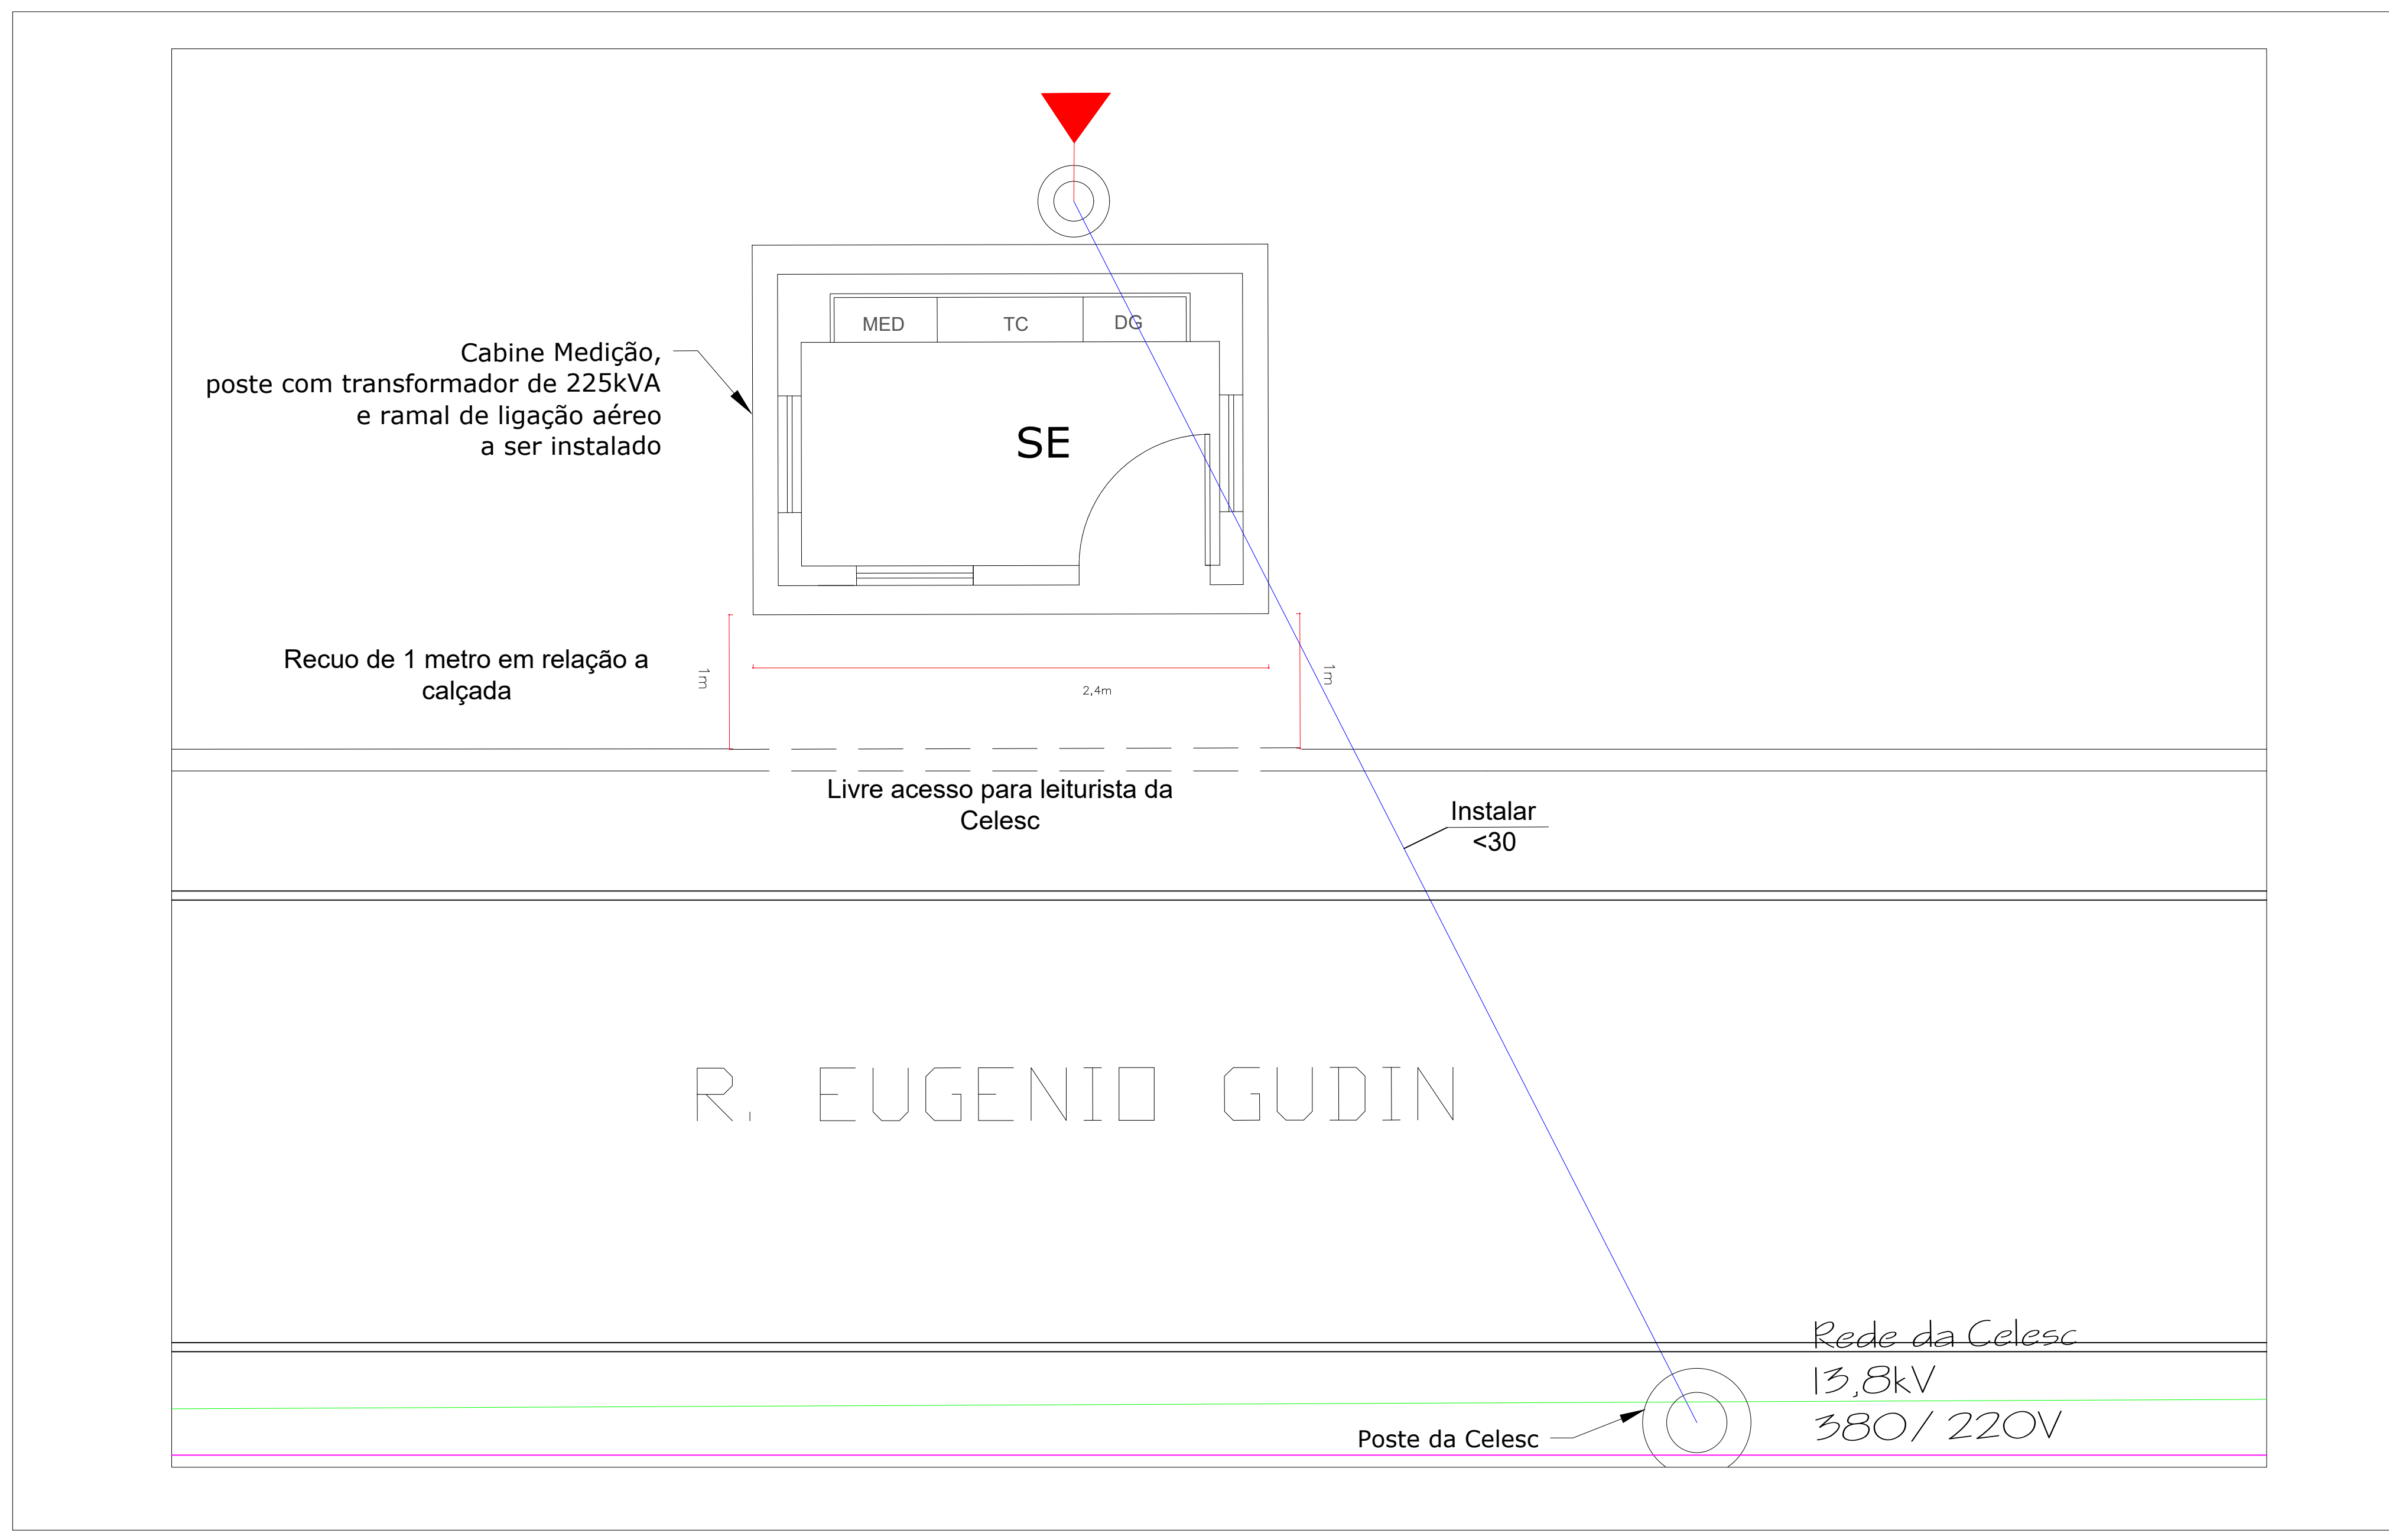 MED
TC
DG
Cabine Medição,
poste com transformador de 225kVA
e ramal de ligação aéreo
a ser instalado
SE
Recuo de 1 metro em relação a
calçada
1m
2,4m
1m
Livre acesso para leiturista da
Celesc
Instalar
<30
R. EUGENIO GUDIN
Rede da Celesc
13,8kV
380/220V
Poste da Celesc